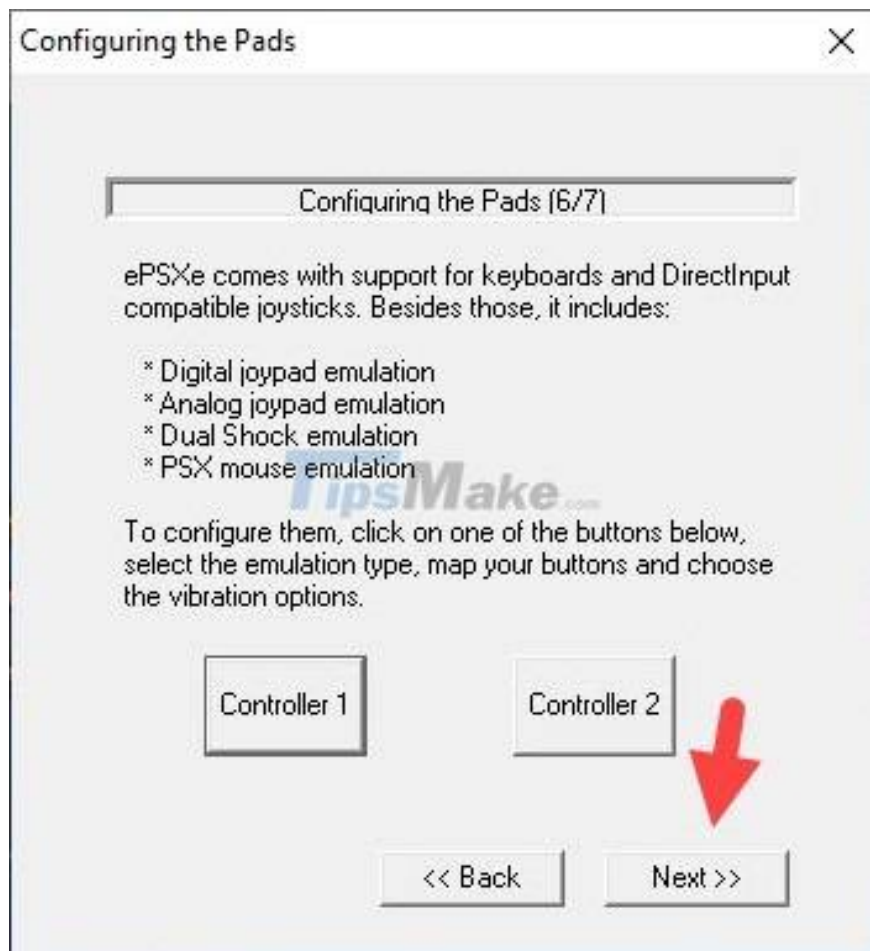 Configuring the Pads
Configuring the Pads (6/7)
ePSXe comes with support for keyboards and DirectInput
compatible joysticks. Besides those, it includes:
* Digital joypad emulation
* Analog joypad emulation
* Dual Shock emulation
* PSX mouse emulation
TipsMake.com
To configure them, click on one of the buttons below,
select the emulation type, map your buttons and choose
the vibration options.
Controller 1 Controller 2
<< Back Next >>